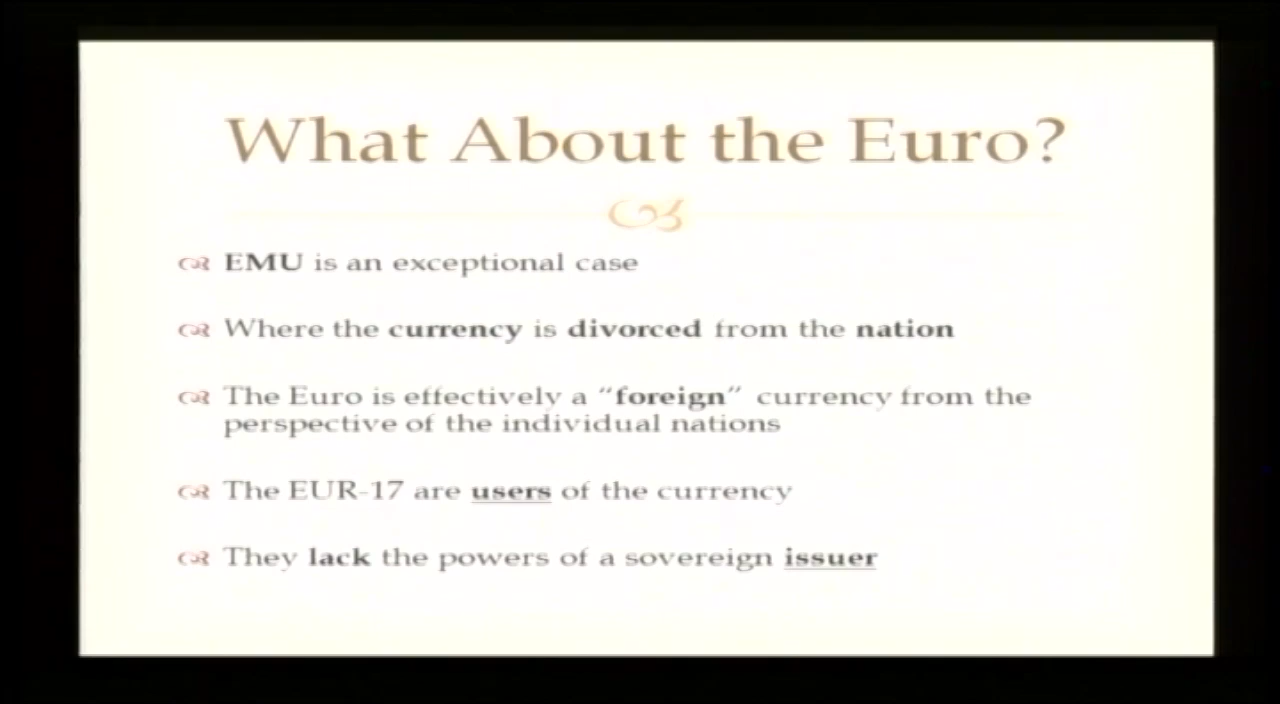 What About the Euro?
EMU is an exceptional case
Where the currency is divorced from the nation
The Euro is effectively a “foreign” currency from the
perspective of the individual nations
The EUR-17 are users of the currency
They lack the powers of a sovereign issuer